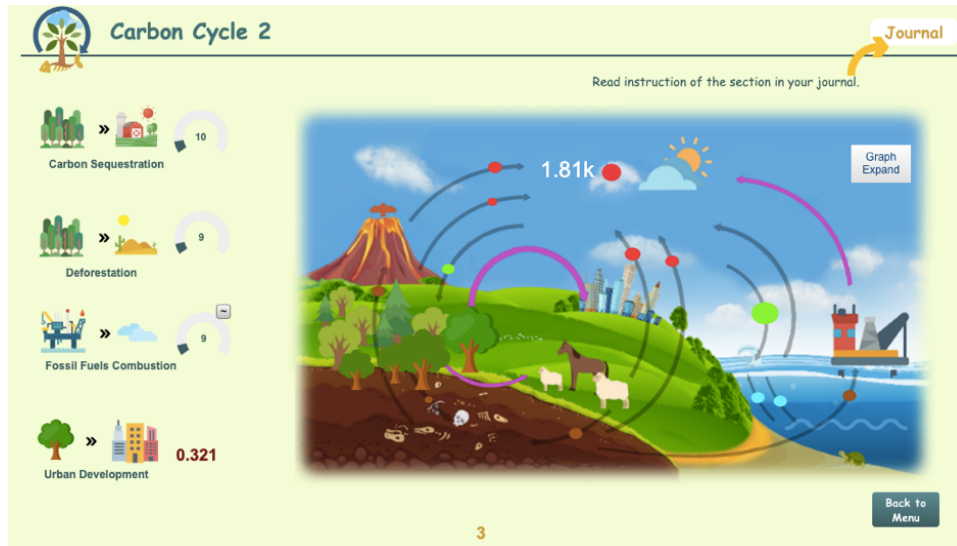 Carbon Cycle 2
Journal
Read instruction of the section in your journal.
10
Carbon Sequestration
1.81k
Graph
Expand
9
Deforestation
~
9
Fossil Fuels Combustion
0.321
Urban Development
Back to
Menu
3